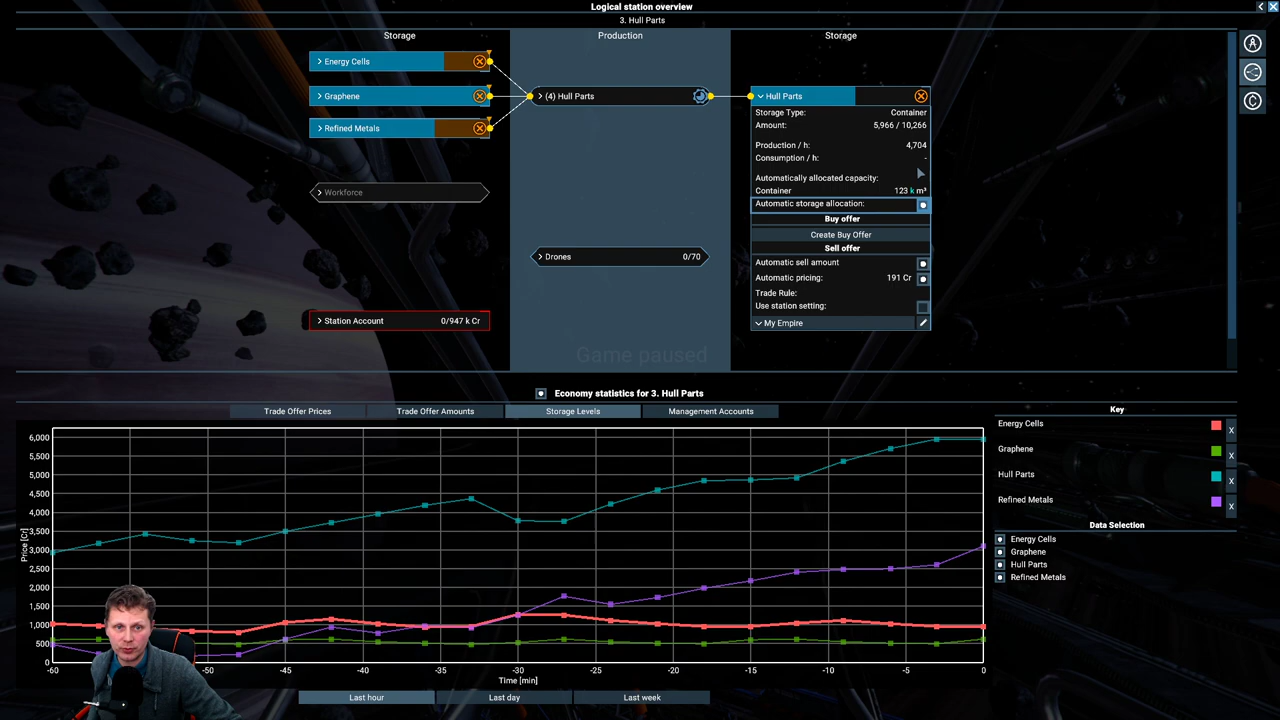 Logical station overview
3. Hull Parts
Storage
Production
Storage
Energy Cells
Graphene
Refined Metals
Workforce
Station Account 0/947 k Cr
(4) Hull Parts
Drones 0/70
Game paused
Hull Parts
Storage Type: Container
Amount: 5,966 / 10,266
Production / h: 4,704
Consumption / h: -
Automatically allocated capacity:
Container 123 k m³
Automatic storage allocation:
Buy offer
Create Buy Offer
Sell offer
Automatic sell amount
Automatic pricing: 191 Cr
Trade Rule:
Use station setting:
My Empire
Economy statistics for 3. Hull Parts
Trade Offer Prices
Trade Offer Amounts
Storage Levels
Management Accounts
Price [Cr]
6,000
5,500
5,000
4,500
4,000
3,500
3,000
2,500
2,000
1,500
1,000
500
0
-60
-50
-45
-40
-35
-30
-25
-20
-15
-10
-5
0
Time [min]
Last hour
Last day
Last week
Key
Energy Cells X
Graphene X
Hull Parts X
Refined Metals X
Data Selection
Energy Cells
Graphene
Hull Parts
Refined Metals